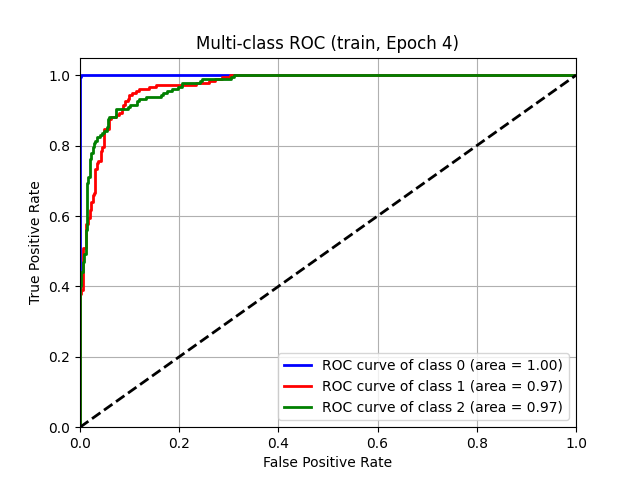 Multi-class ROC (train, Epoch 4)
True Positive Rate
1.0
0.8
0.6
0.4
0.2
0.0
0.0 0.2 0.4 0.6 0.8 1.0
False Positive Rate
ROC curve of class 0 (area = 1.00)
ROC curve of class 1 (area = 0.97)
ROC curve of class 2 (area = 0.97)